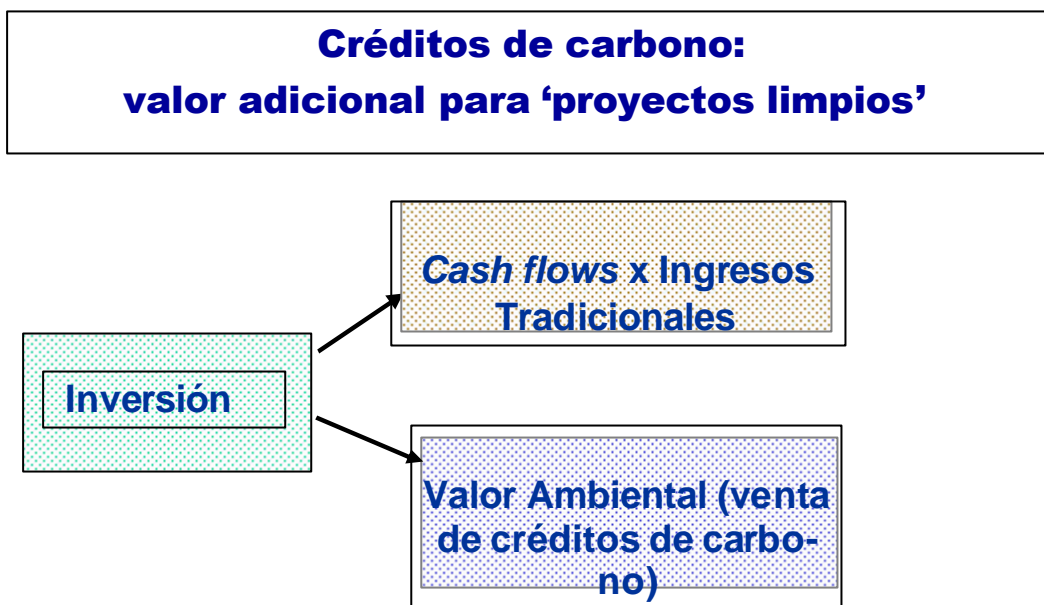 Créditos de carbono:
valor adicional para ‘proyectos limpios’
Cash flows x Ingresos
Tradicionales
Inversión
Valor Ambiental (venta
de créditos de carbo-
no)